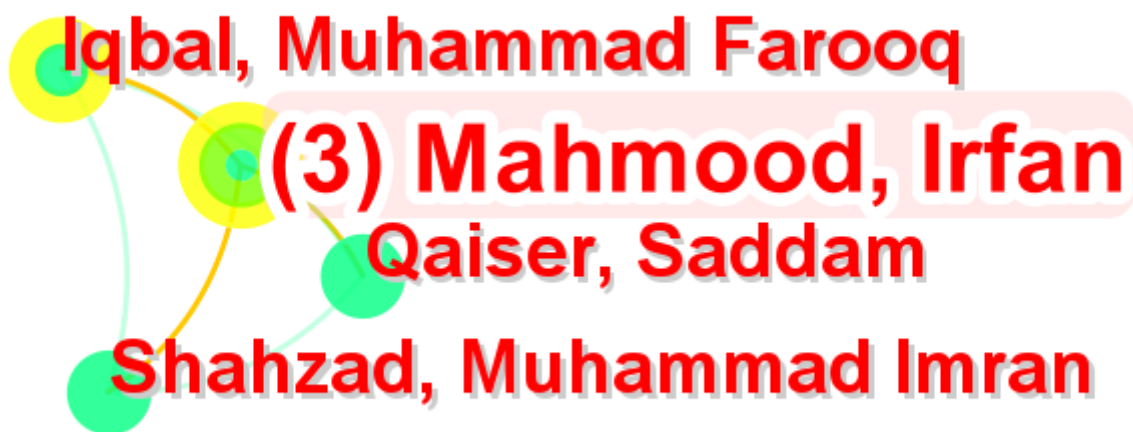 Iqbal, Muhammad Farooq
(3) Mahmood, Irfan
Qaiser, Saddam
Shahzad, Muhammad Imran